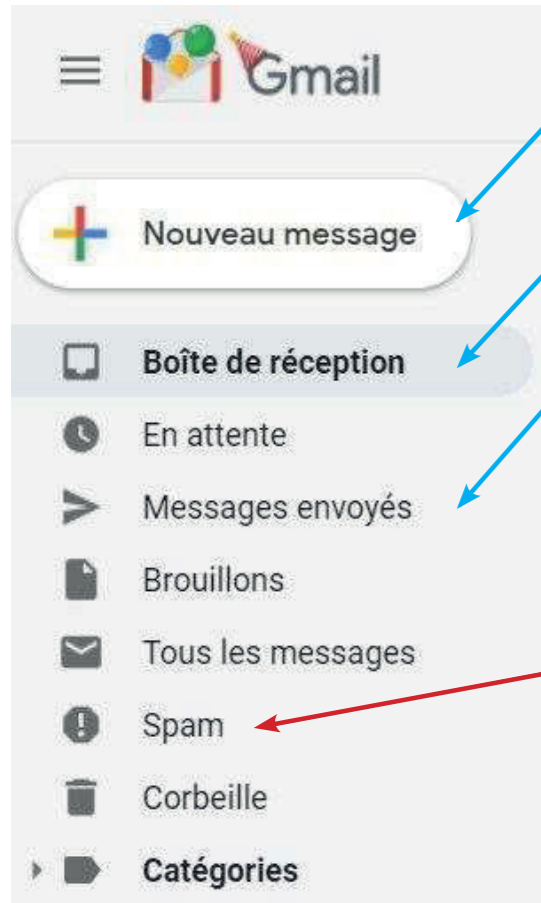 Gmail
Nouveau message
Boîte de réception
En attente
Messages envoyés
Brouillons
Tous les messages
Spam
Corbeille
Catégories